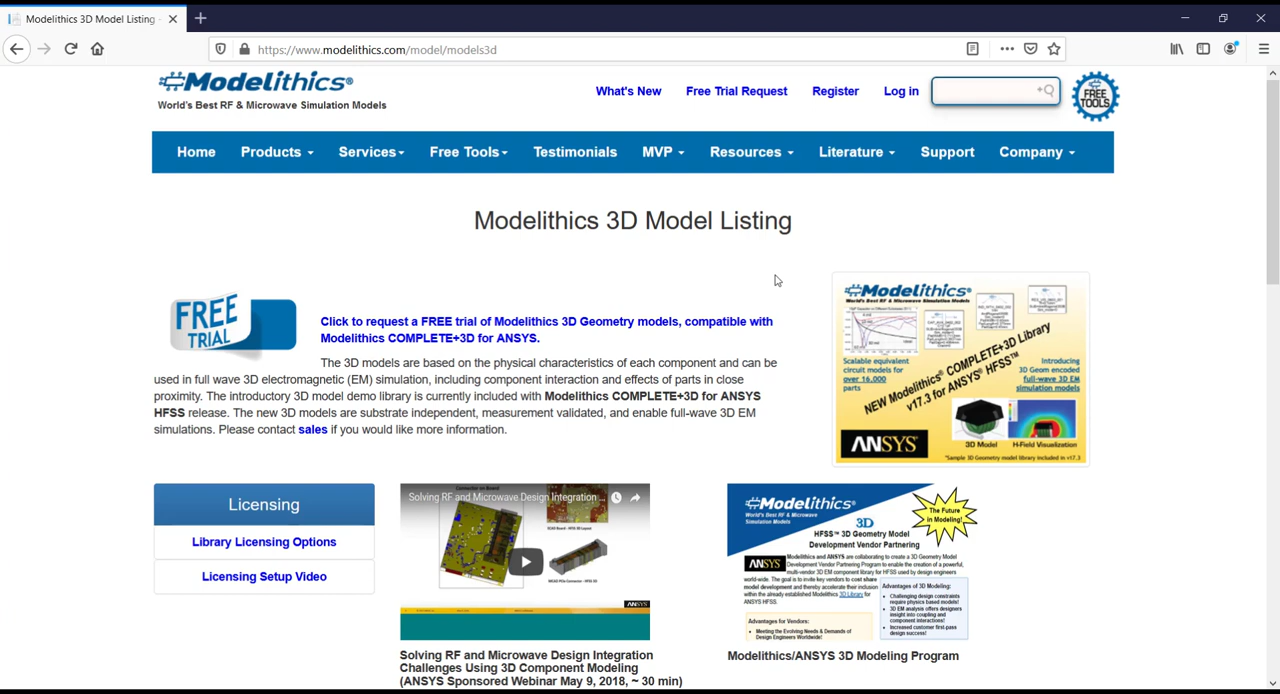 Modelithics 3D Model Listing
https://www.modelithics.com/model/models3d
Modelithics®
World's Best RF & Microwave Simulation Models
What's New Free Trial Request Register Log in
FREE
TOOLS
Home Products Services Free Tools Testimonials MVP Resources Literature Support Company
Modelithics 3D Model Listing
FREE
TRIAL
Click to request a FREE trial of Modelithics 3D Geometry models, compatible with
Modelithics COMPLETE+3D for ANSYS.
The 3D models are based on the physical characteristics of each component and can be
used in full wave 3D electromagnetic (EM) simulation, including component interaction and effects of parts in close
proximity. The introductory 3D model demo library is currently included with Modelithics COMPLETE+3D for ANSYS
HFSS release. The new 3D models are substrate independent, measurement validated, and enable full-wave 3D EM
simulations. Please contact sales if you would like more information.
Modelithics®
World's Best RF & Microwave Simulation Models
Scalable equivalent
circuit models for
over 16,000
parts
NEW Modelithics® COMPLETE+3D Library
v17.3 for ANSYS® HFSS™
Introducing
3D Geom encoded
full-wave 3D EM
simulation models
ANSYS
3D Model H-Field Visualization
*Sample 3D Geometry model library included in v17.3
Licensing
Library Licensing Options
Licensing Setup Video
Solving RF and Microwave Design Integration ...
Connector on Board
ANSYS
Solving RF and Microwave Design Integration
Challenges Using 3D Component Modeling
(ANSYS Sponsored Webinar May 9, 2018, ~ 30 min)
Modelithics®
World's Best RF & Microwave
Simulation Models
The Future
in Modeling!
3D
HFSS™ 3D Geometry Model
Development Vendor Partnering
ANSYS
Modelithics and ANSYS are collaborating to create a 3D Geometry Model
Development Vendor Partnering Program to enable the creation of a powerful,
multi-vendor 3D EM component library for HFSS used by design engineers
world-wide. The goal is to invite key vendors to cost share
model development and thereby accelerate their inclusion
within the already established Modelithics 3D Library for
ANSYS HFSS.
Advantages of 3D Modeling:
Challenging design constraints
require physics based models!
3D EM analysis offers designers
insight into coupling and
component interactions!
Increased customer first-pass
design success!
Advantages for Vendors:
Meeting the Evolving Needs & Demands of
Design Engineers Worldwide!
Modelithics/ANSYS 3D Modeling Program